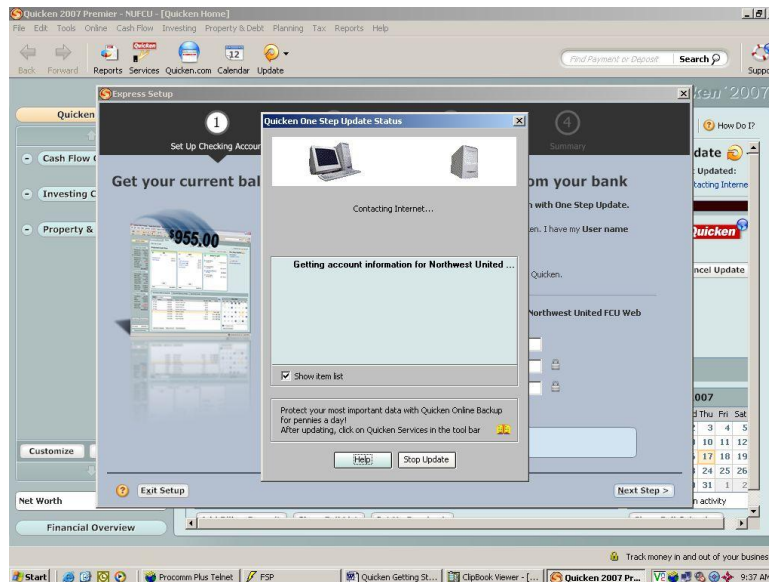 Quicken 2007 Premier - NUFCU - [Quicken Home]
File Edit Tools Online Cash Flow Investing Property & Debt Planning Tax Reports Help
Back Forward Reports Services Quicken.com Calendar Update
Find Payment or Deposit Search
Quicken
Express Setup
How Do I?
1
4
Set Up Checking Accou
Summary
Cash Flow
Investing C
Property &
Get your current bal
om your bank
$955.00
Quicken One Step Update Status
Contacting Internet...
Getting account information for Northwest United ...
Show item list
Protect your most important data with Quicken Online Backup
for pennies a day!
After updating, click on Quicken Services in the tool bar
Help Stop Update
n with One Step Update.
en. I have my User name
Quicken.
Northwest United FCU Web
date
Updated:
tacting Interne
Quicken
ncel Update
007
Thu Fri Sat
3 4 5
10 11 12
17 18 19
24 25 26
31 1 2
n activity
Customize
Exit Setup
Next Step >
Net Worth
Financial Overview
Track money in and out of your busines
Start Procomm Plus Telnet FSP Quicken Getting St... ClipBook Viewer - [... Quicken 2007 Pr... 9:37 AM